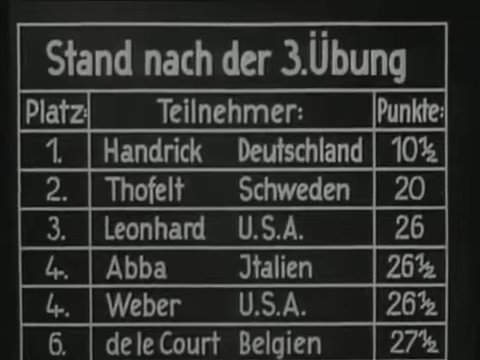 Stand nach der 3.Übung
Platz: Teilnehmer: Punkte:
1. Handrick Deutschland 10½
2. Thofelt Schweden 20
3. Leonhard U.S.A. 26
4. Abba Jtalien 26½
4. Weber U.S.A. 26½
6. de le Court Belgien 27½